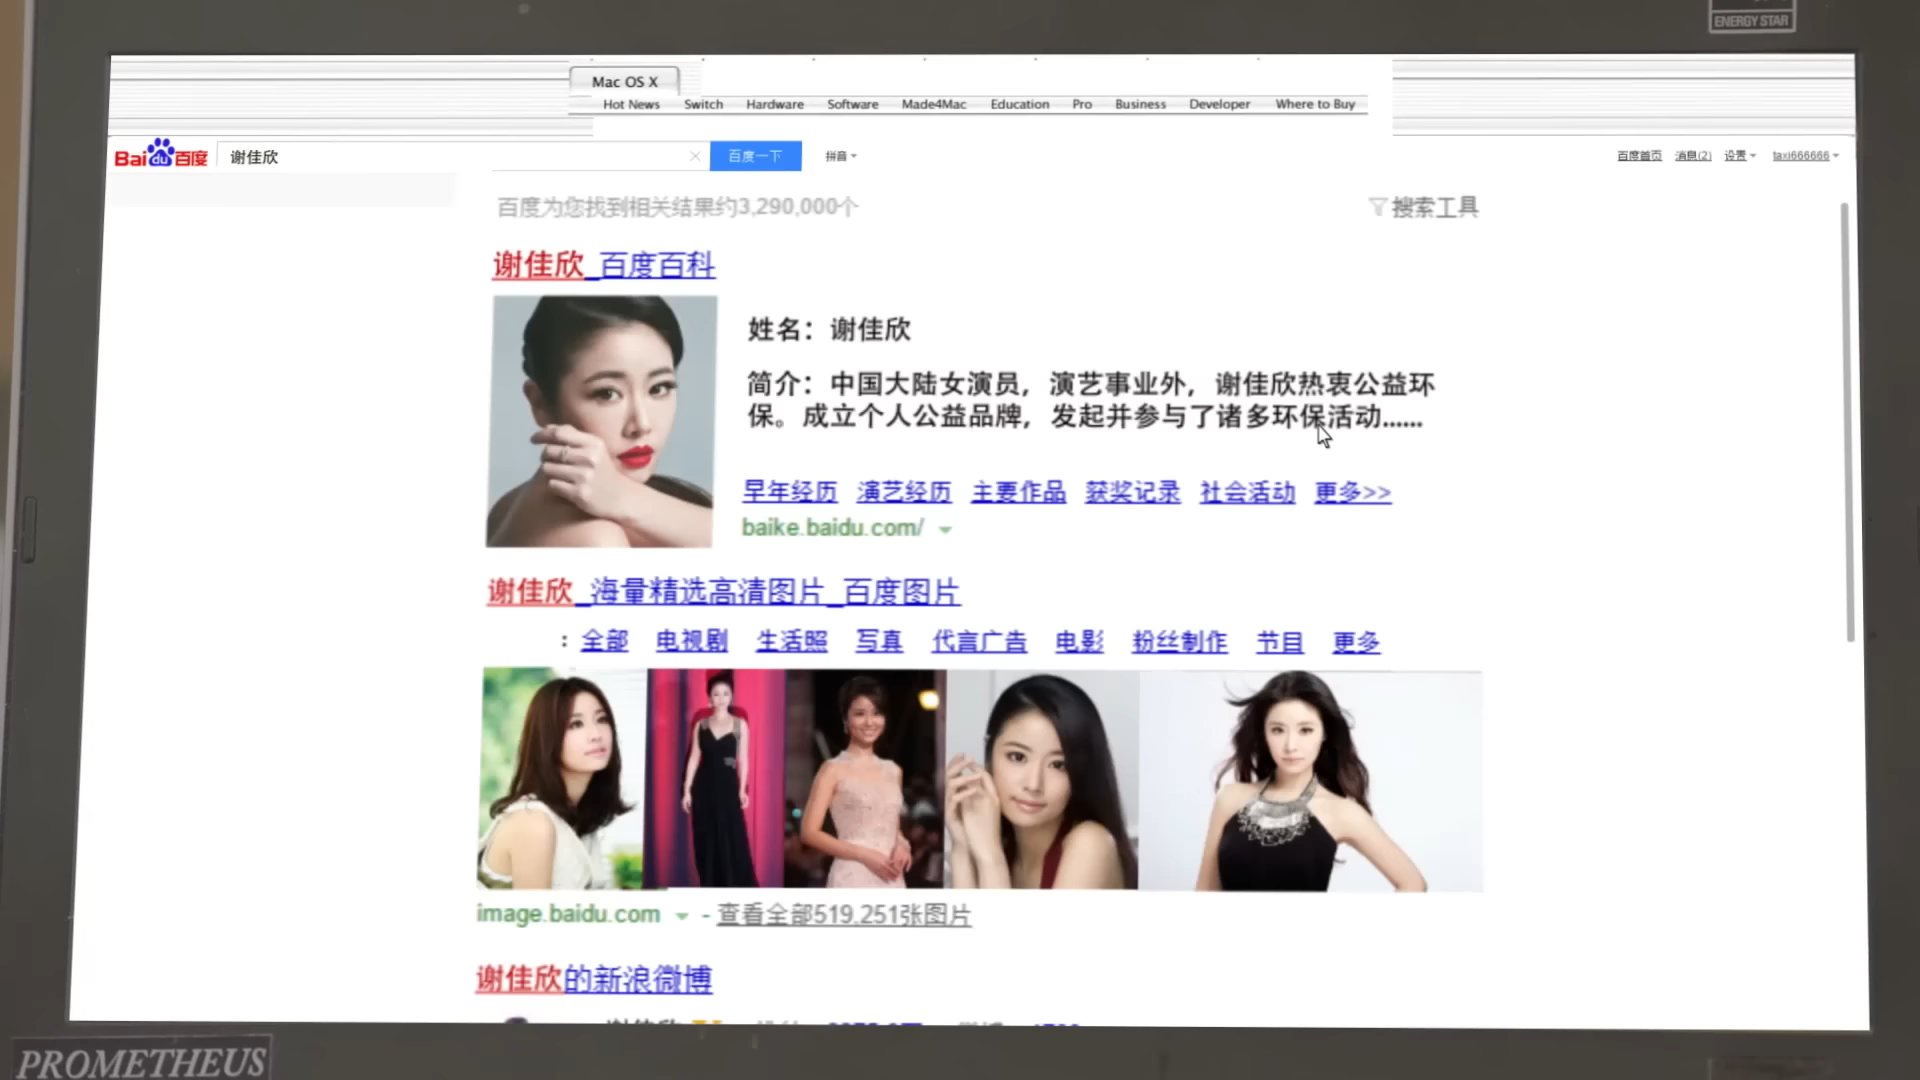 ENERGY STAR
Mac OS X
Hot News Switch Hardware Software Made4Mac Education Pro Business Developer Where to Buy
Bai du 百度 谢佳欣 × 百度一下 拼音 百度首页 消息(2) 设置 taxi666666
百度为您找到相关结果约3,290,000个 搜索工具
谢佳欣_百度百科
姓名：谢佳欣
简介：中国大陆女演员，演艺事业外，谢佳欣热衷公益环
保。成立个人公益品牌，发起并参与了诸多环保活动......
早年经历 演艺经历 主要作品 获奖记录 社会活动 更多>>
baike.baidu.com/
谢佳欣_海量精选高清图片_百度图片
: 全部 电视剧 生活照 写真 代言广告 电影 粉丝制作 节目 更多
image.baidu.com - 查看全部519,251张图片
谢佳欣的新浪微博
PROMETHEUS